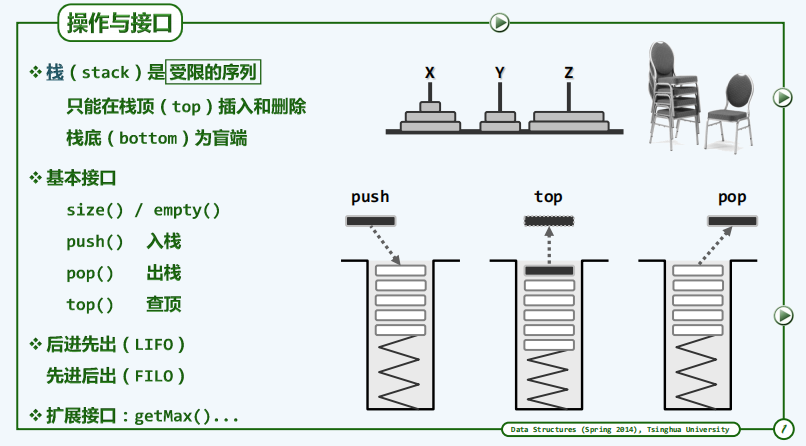 操作与接口
❖ 栈（stack）是受限的序列
只能在栈顶（top）插入和删除
栈底（bottom）为盲端
❖ 基本接口
size() / empty()
push() 入栈
pop() 出栈
top() 查顶
❖ 后进先出（LIFO）
先进后出（FILO）
❖ 扩展接口：getMax()...
X Y Z
push top pop
Data Structures (Spring 2014), Tsinghua University